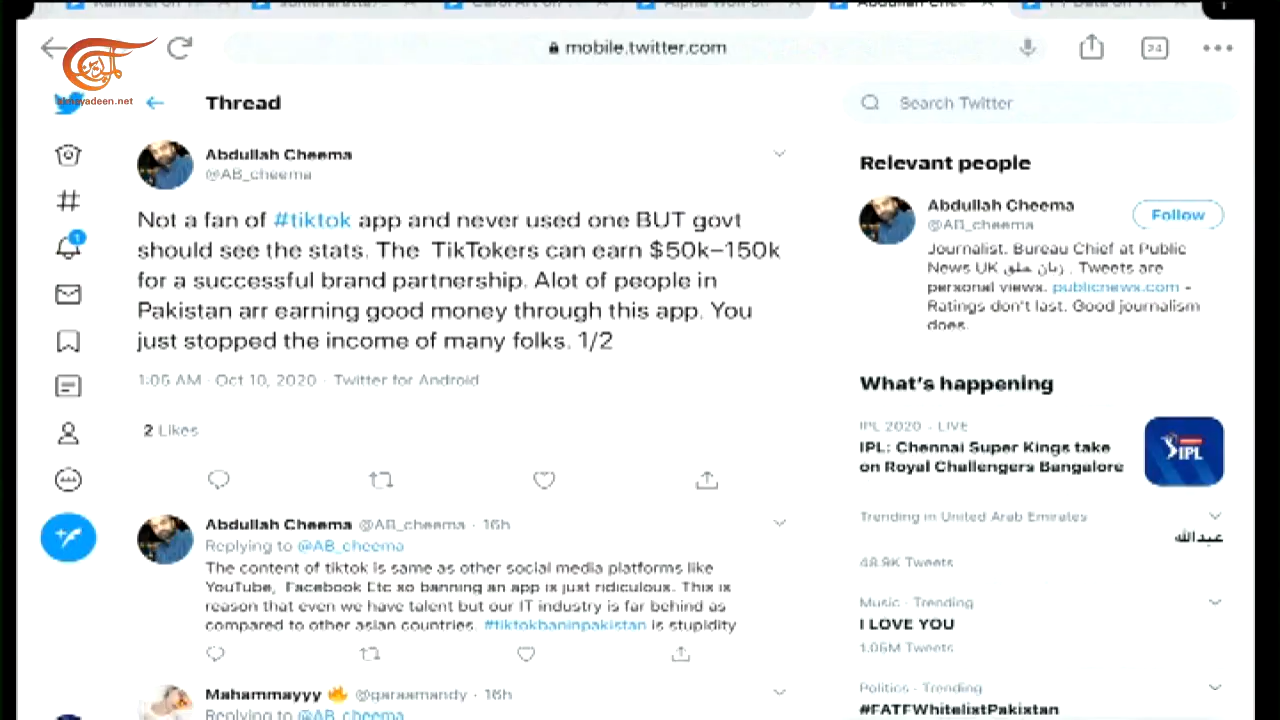 mobile.twitter.com
24
almayadeen.net
Thread
Search Twitter
Abdullah Cheema
@AB_cheema
Not a fan of #tiktok app and never used one BUT govt
should see the stats. The TikTokers can earn $50k–150k
for a successful brand partnership. Alot of people in
Pakistan arr earning good money through this app. You
just stopped the income of many folks. 1/2
1:05 AM · Oct 10, 2020 · Twitter for Android
2 Likes
Abdullah Cheema @AB_cheema · 16h
Replying to @AB_cheema
The content of tiktok is same as other social media platforms like
YouTube, Facebook Etc so banning an app is just ridiculous. This is
reason that even we have talent but our IT industry is far behind as
compared to other asian countries. #tiktokbaninpakistan is stupidity
Mahammayyy 🔥 @qaraamandy · 16h
Replying to @AB_cheema
1
Relevant people
Abdullah Cheema
@AB_cheema
Follow
Journalist. Bureau Chief at Public
News UK زبان خلق . Tweets are
personal views. publicnews.com -
Ratings don't last. Good journalism
does.
What's happening
IPL 2020 · LIVE
IPL: Chennai Super Kings take
on Royal Challengers Bangalore
IPL
Trending in United Arab Emirates
عبدالله
48.9K Tweets
Music · Trending
I LOVE YOU
1.05M Tweets
Politics · Trending
#FATFWhitelistPakistan